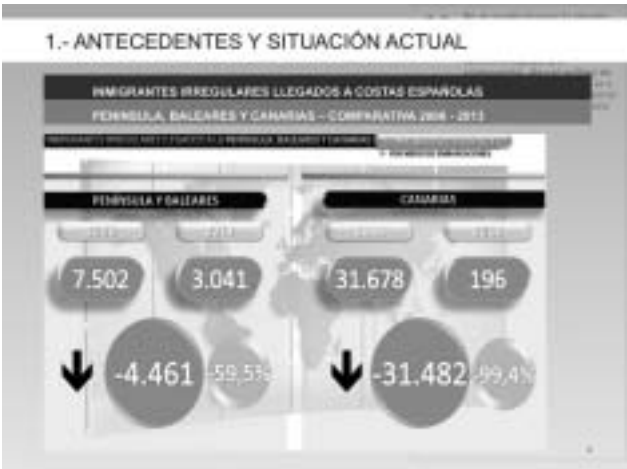 1.- ANTECEDENTES Y SITUACIÓN ACTUAL
INMIGRANTES IRREGULARES LLEGADOS A COSTAS ESPAÑOLAS
PENINSULA, BALEARES Y CANARIAS – COMPARATIVA 2006 - 2013
PENÍNSULA Y BALEARES
CANARIAS
7.502
3.041
31.678
196
-4.461
-59,5%
-31.482
-99,4%